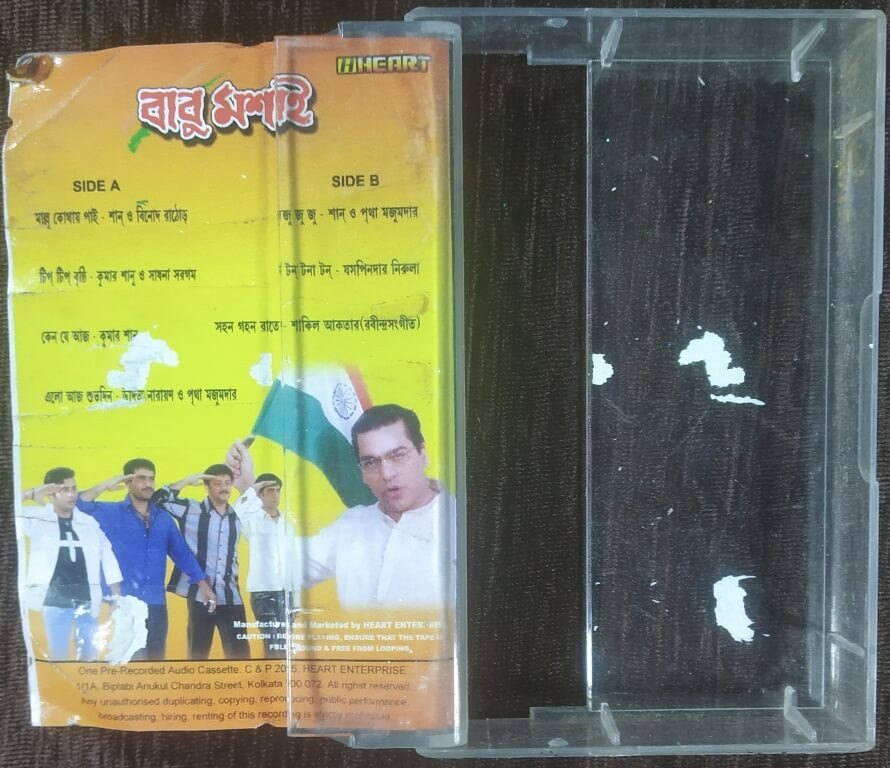 HEART
বাবু মশাই
SIDE A
মান্নু কোথায় পাই - শান্ ও বিনোদ রাঠোড়
টিপ্ টিপ্ বৃষ্ঠি - কুমার শানু ও সাধনা সরগম
কেন যে আজ - কুমার শানু
এলো আজ শুভদিন - উদিত নারায়ণ ও পৃথা মজুমদার
SIDE B
জু জু - শান্ ও পৃথা মজুমদার
টন্ টনা টন্ - যসপিনদার নিরুলা
সহন গহন রাতে - শাকিল আকতার (রবীন্দ্রসংগীত)
Manufactured and Marketed by HEART ENTER
CAUTION : BEFORE PLAYING, ENSURE THAT THE TAPE
FREE FROM LOOPING
One Pre-Recorded Audio Cassette. C & P HEART ENTERPRISE
1/1A, Biplabi Anukul Chandra Street, Kolkata 700 072. All rights reserved.
Any unauthorised duplicating, copying, reproducing, public performance,
broadcasting, hiring, renting of this recording is strictly prohibited.